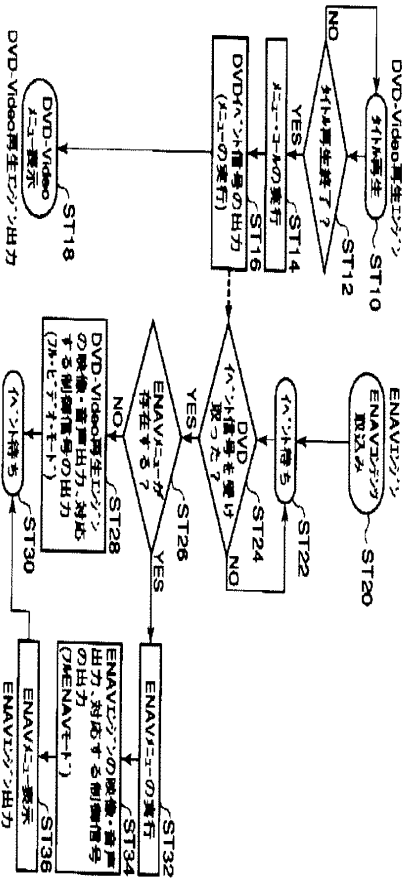 DVD-Video再生エンジン
タイトル再生
ST10
タイトル再生終了?
ST12
NO
YES
メニュー・コールの実行
ST14
DVDイベント信号の出力
(メニューの実行)
ST16
DVD-Video
メニュー表示
ST18
DVD-Video再生エンジン出力
ENAVエンジン
ENAVコンテンツ
取込み
ST20
イベント待ち
ST22
DVD
イベント信号を受け
取った?
ST24
NO
YES
ENAVメニューが
存在する?
ST26
NO
YES
DVD-Video再生エンジン
の映像・音声出力、対応
する制御信号の出力
(フル・ビデオ・モード)
ST28
イベント待ち
ST30
ENAVメニューの実行
ST32
ENAVエンジンの映像・音声
出力、対応する制御信号
の出力
(フルENAVモード)
ST34
ENAVメニュー表示
ST36
ENAVエンジン出力